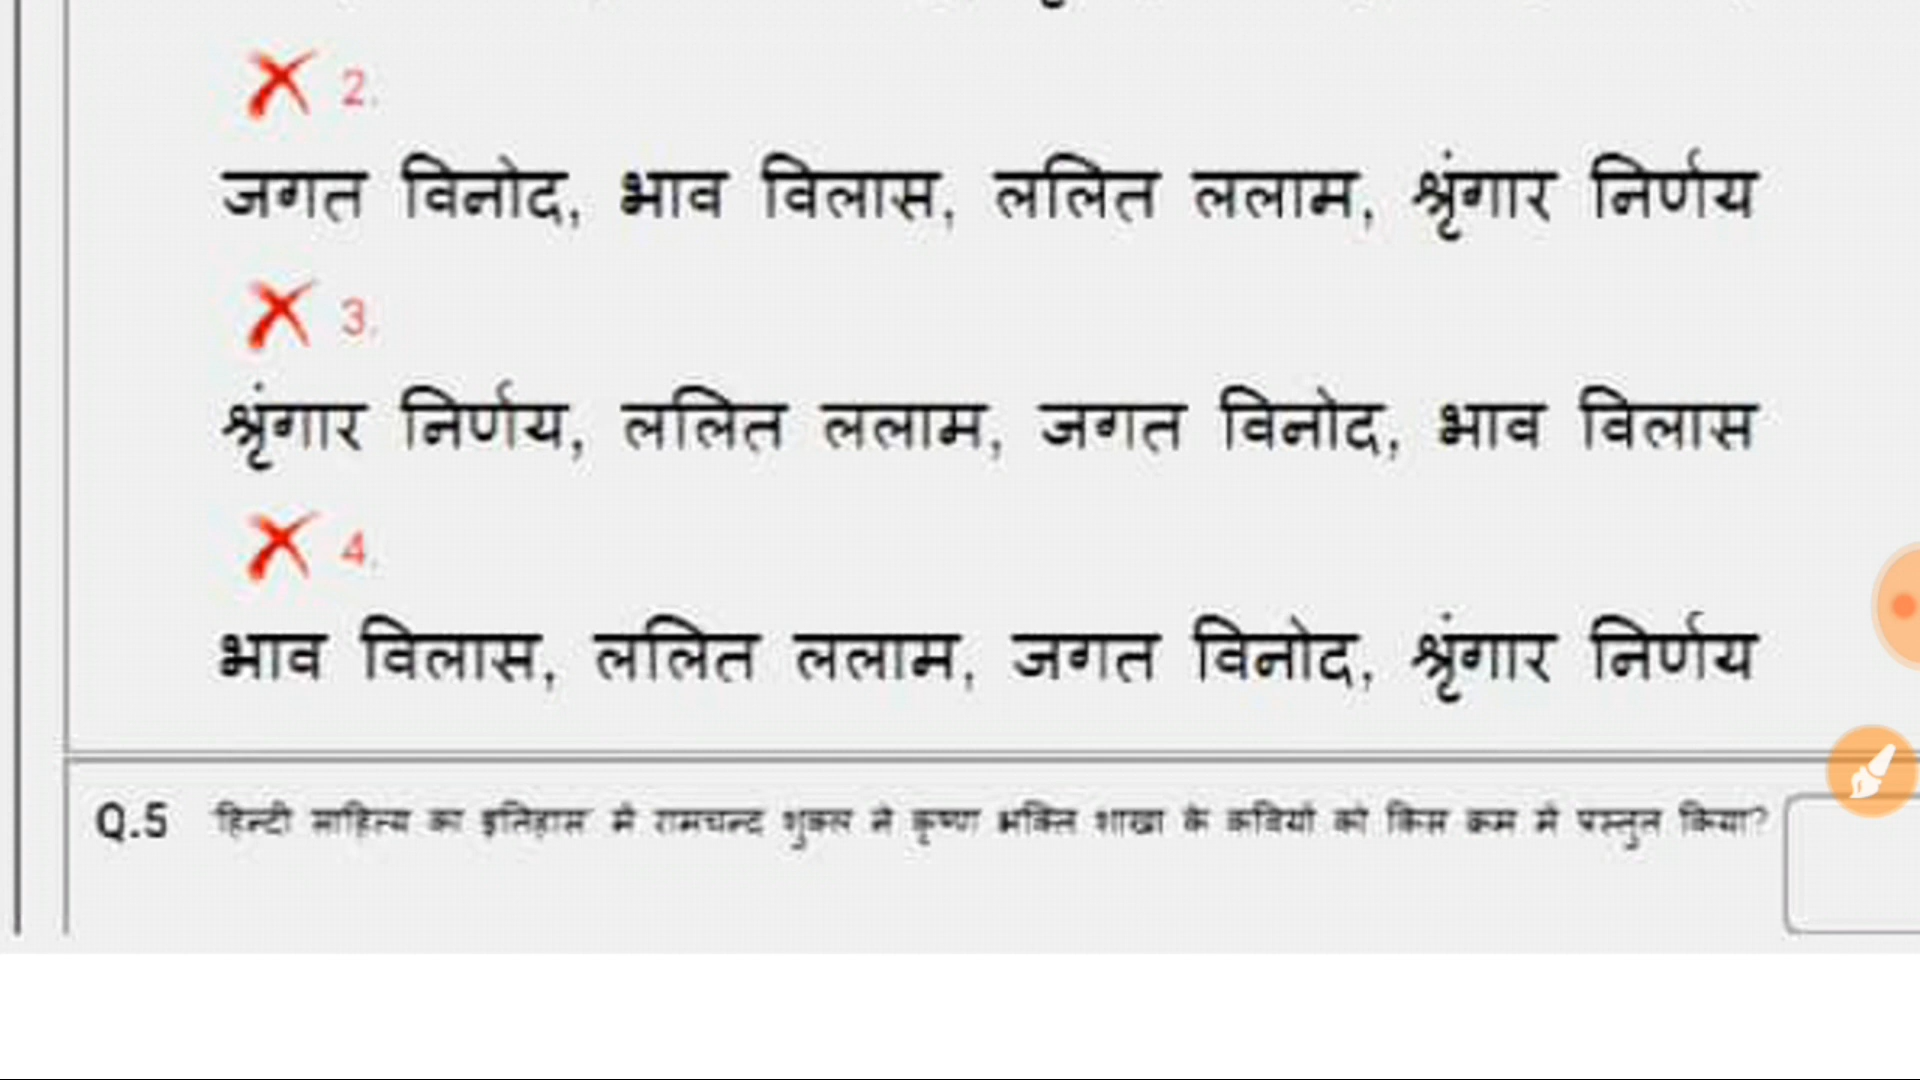 2.
जगत विनोद, भाव विलास, ललित ललाम, श्रृंगार निर्णय
3.
श्रृंगार निर्णय, ललित ललाम, जगत विनोद, भाव विलास
4.
भाव विलास, ललित ललाम, जगत विनोद, श्रृंगार निर्णय
Q.5 हिन्दी साहित्य का इतिहास में रामचन्द्र शुक्ल ने कृष्ण भक्ति शाखा के कवियों को किस क्रम में प्रस्तुत किया?